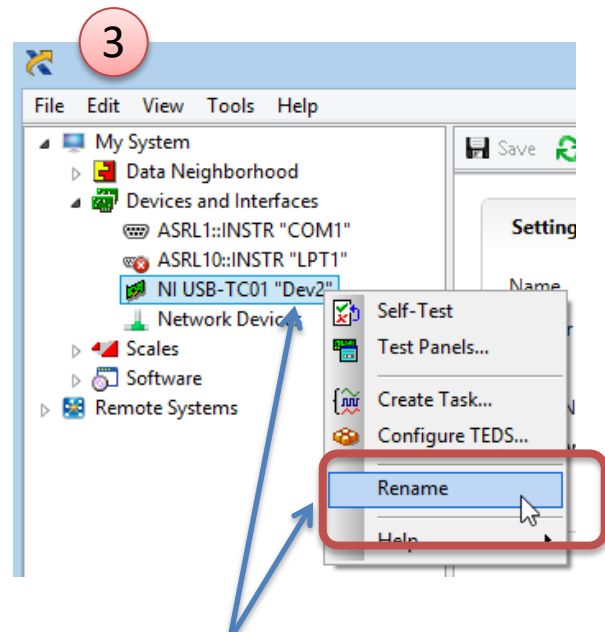 3
File Edit View Tools Help
My System
Save
Data Neighborhood
Devices and Interfaces
ASRL1::INSTR "COM1"
Setting
ASRL10::INSTR "LPT1"
NI USB-TC01 "Dev2"
Name
Self-Test
Network Devic
Test Panels...
Scales
Software
Create Task...
Remote Systems
Configure TEDS...
Rename
Help